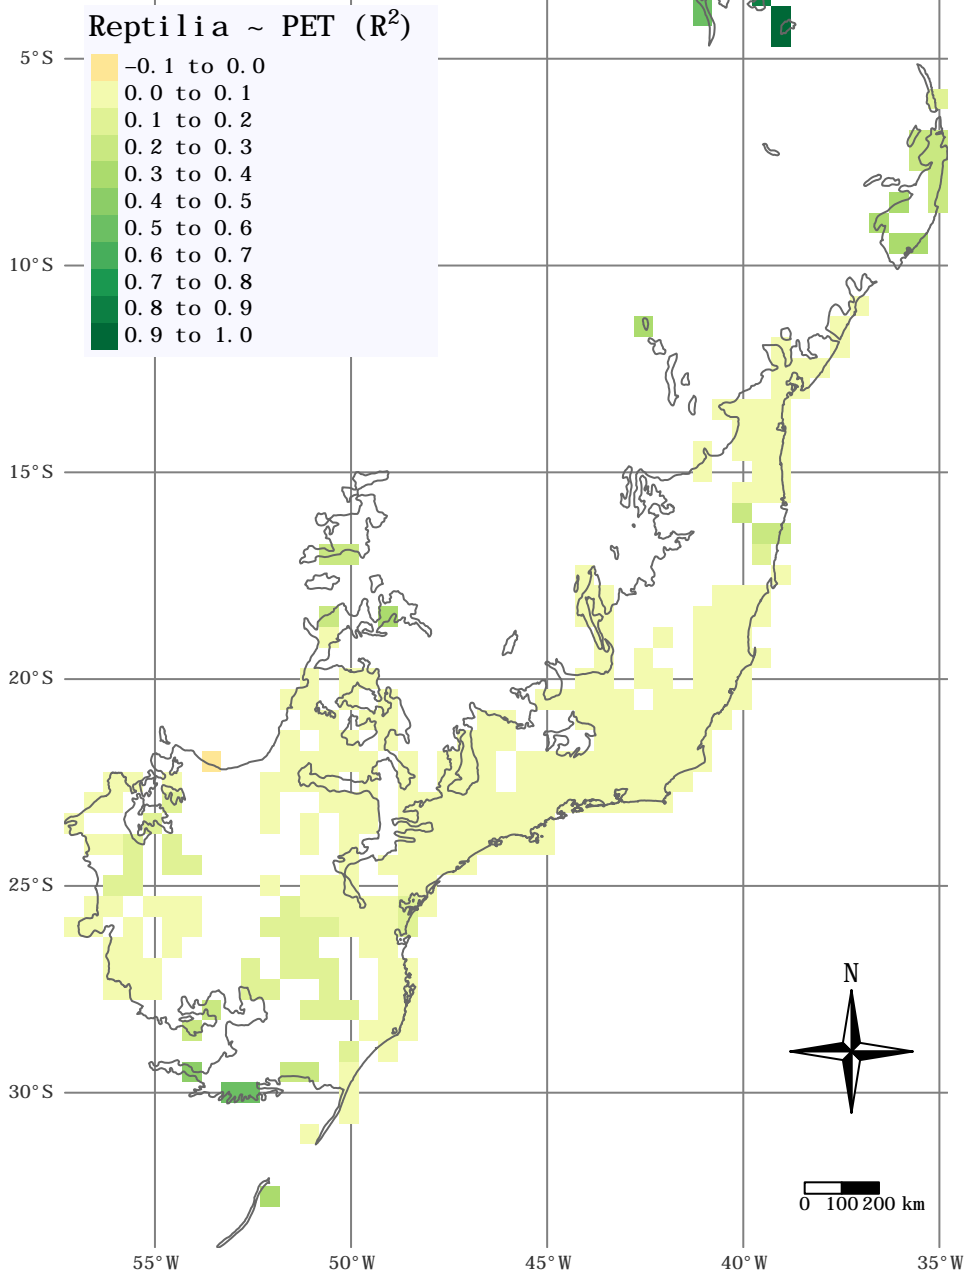 Reptilia ~ PET (R²)
−0.1 to 0.0
0.0 to 0.1
0.1 to 0.2
0.2 to 0.3
0.3 to 0.4
0.4 to 0.5
0.5 to 0.6
0.6 to 0.7
0.7 to 0.8
0.8 to 0.9
0.9 to 1.0
5°S
10°S
15°S
20°S
25°S
30°S
N
0 100 200 km
55°W 50°W 45°W 40°W 35°W